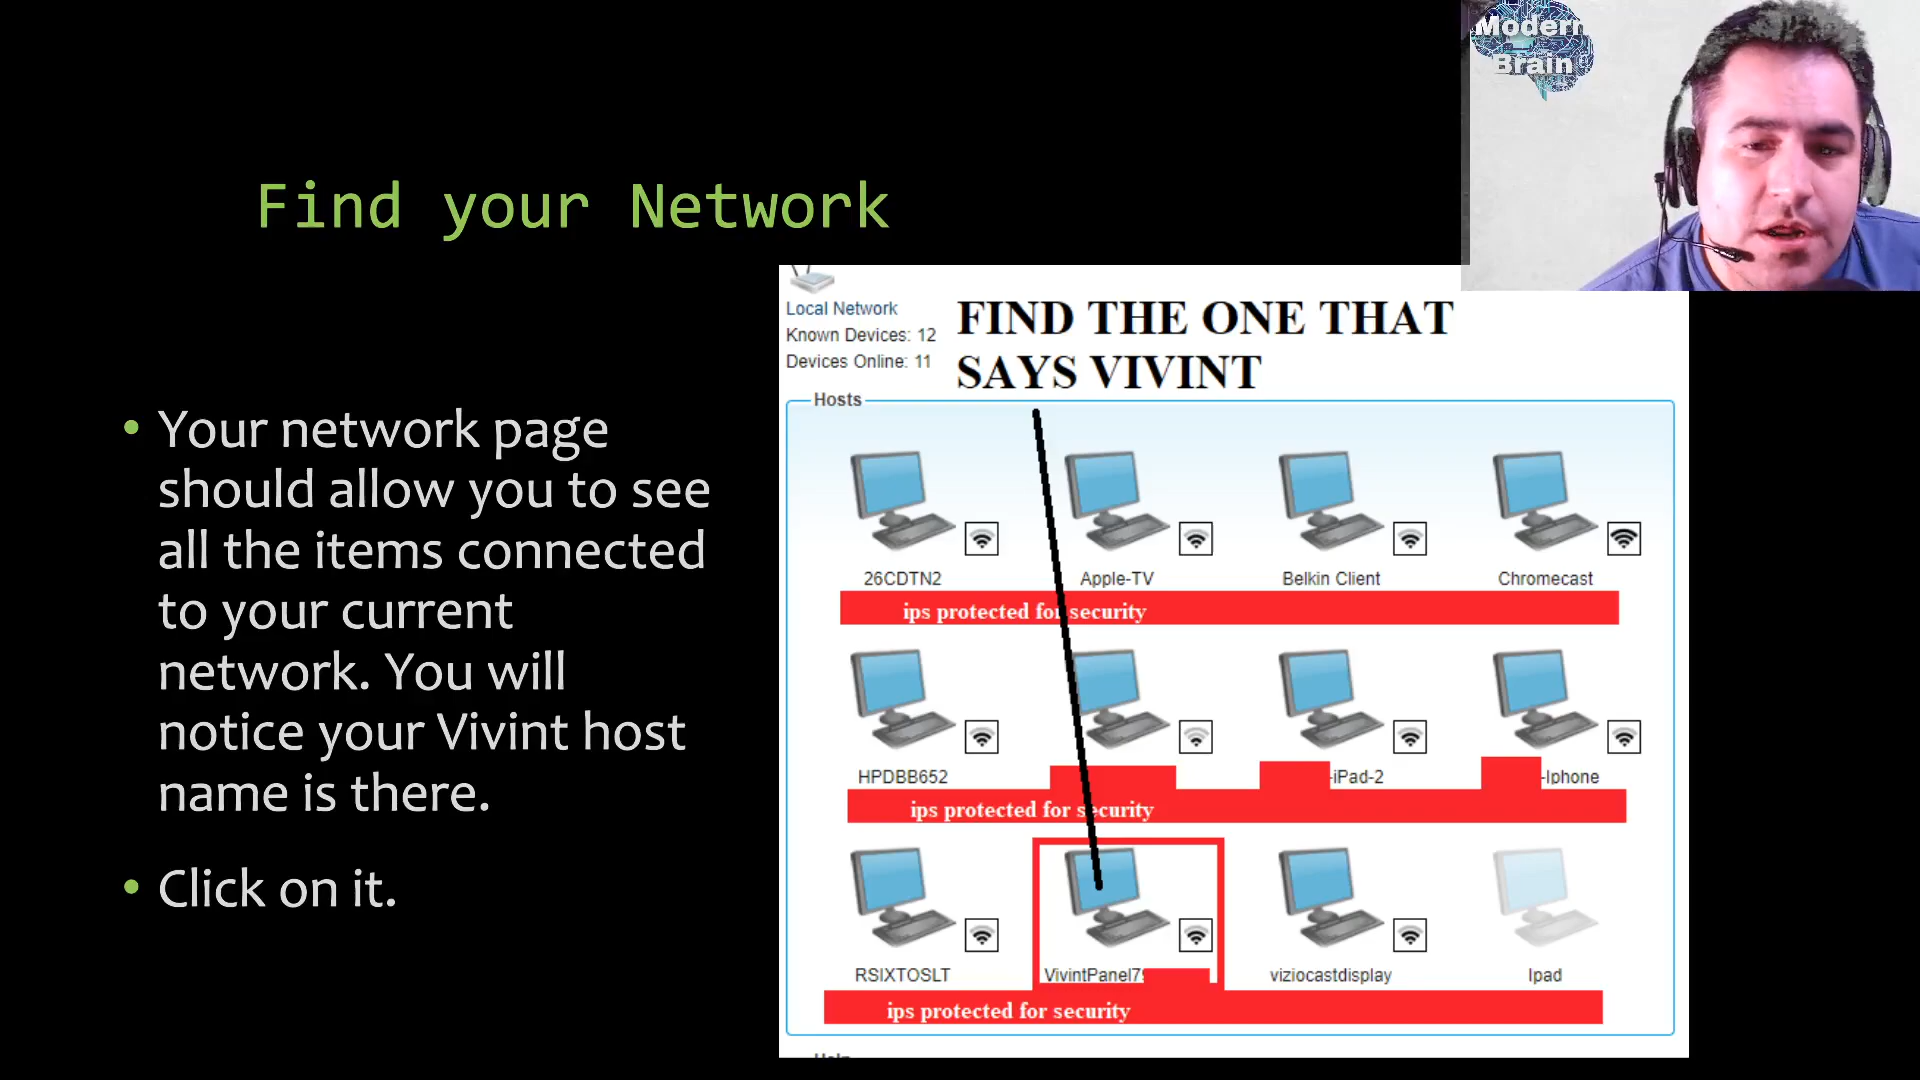 Modern
Brain
Find your Network
Local Network
Known Devices: 12
Devices Online: 11
FIND THE ONE THAT
SAYS VIVINT
Hosts
Your network page
should allow you to see
all the items connected
to your current
network. You will
notice your Vivint host
name is there.
Click on it.
26CDTN2 Apple-TV Belkin Client Chromecast
ips protected for security
HPDBB652 -iPad-2 -Iphone
ips protected for security
RSIXTOSLT VivintPanel79 viziocastdisplay Ipad
ips protected for security